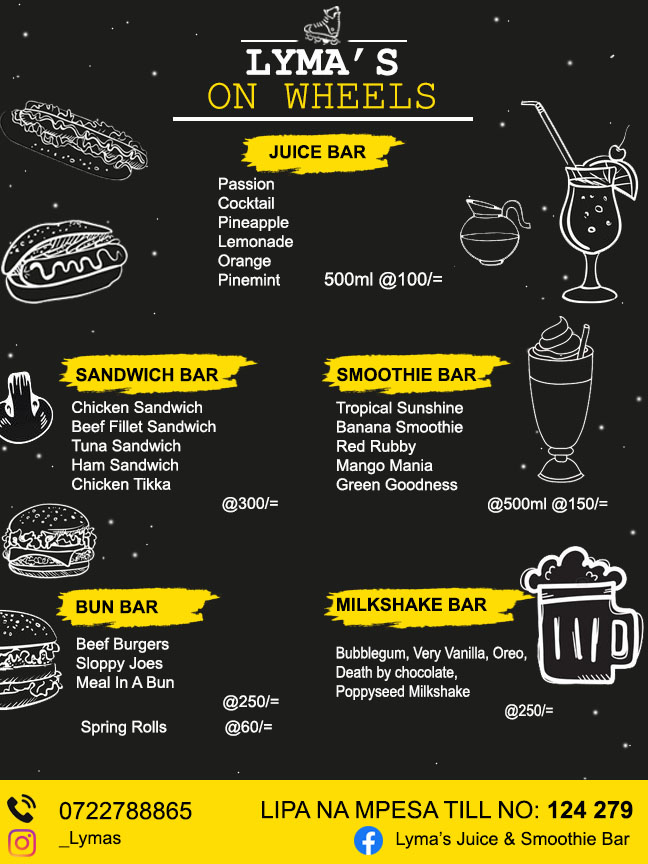 LYMA'S
ON WHEELS
JUICE BAR
Passion
Cocktail
Pineapple
Lemonade
Orange
Pinemint 500ml @100/=
SANDWICH BAR
Chicken Sandwich
Beef Fillet Sandwich
Tuna Sandwich
Ham Sandwich
Chicken Tikka
@300/=
SMOOTHIE BAR
Tropical Sunshine
Banana Smoothie
Red Rubby
Mango Mania
Green Goodness
@500ml @150/=
BUN BAR
Beef Burgers
Sloppy Joes
Meal In A Bun
@250/=
Spring Rolls @60/=
MILKSHAKE BAR
Bubblegum, Very Vanilla, Oreo,
Death by chocolate,
Poppyseed Milkshake
@250/=
0722788865
_Lymas
LIPA NA MPESA TILL NO: 124 279
Lyma's Juice & Smoothie Bar